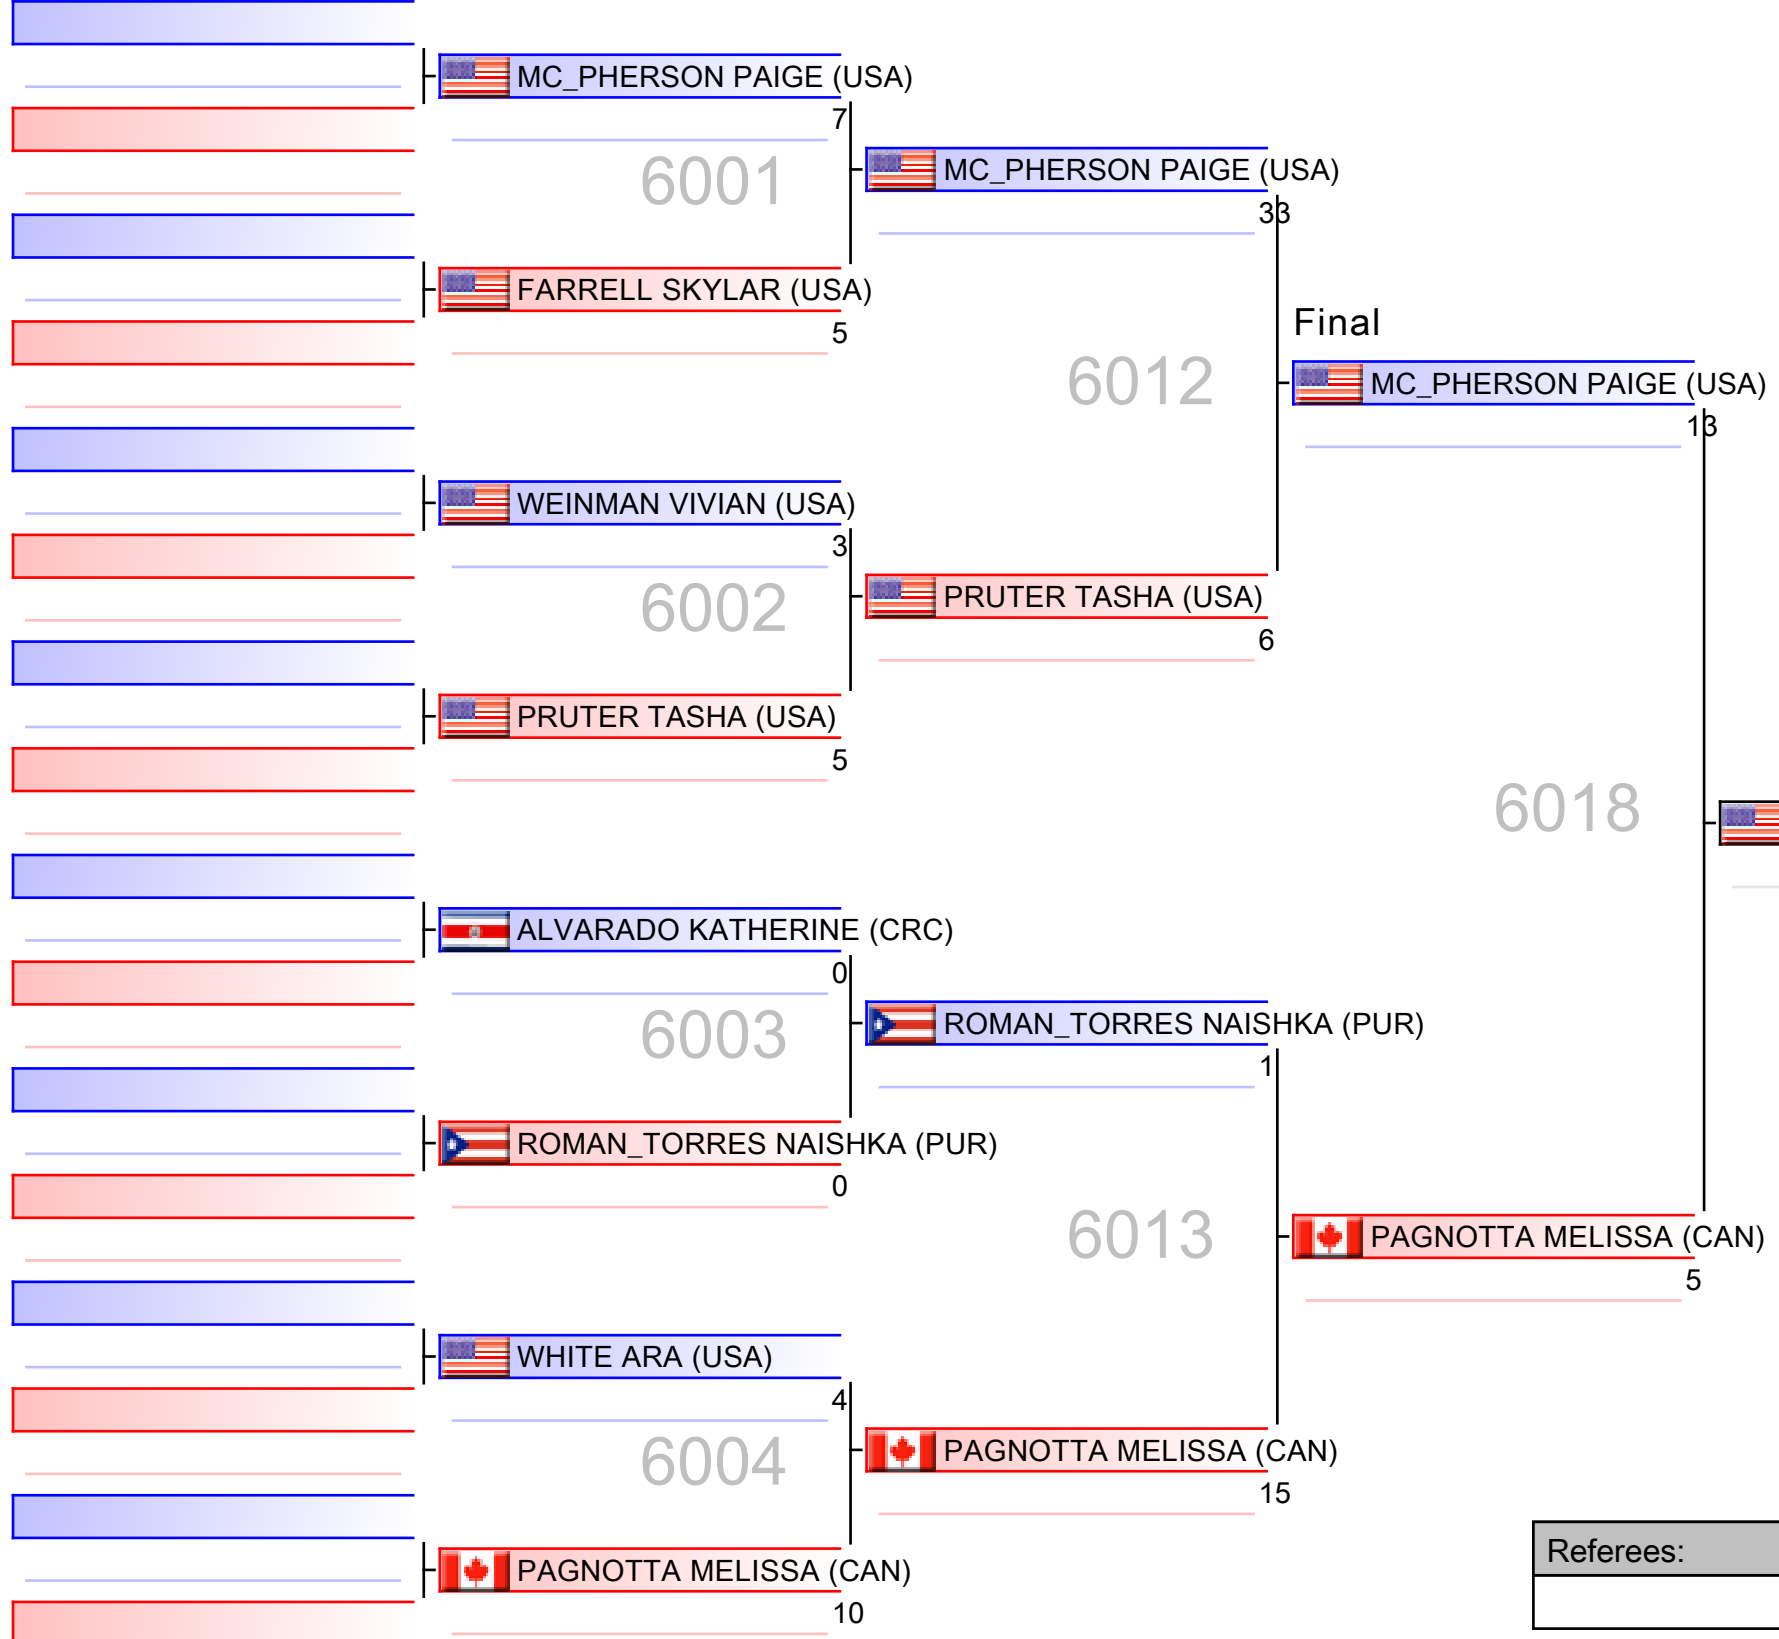 MC_PHERSON PAIGE (USA)
7
6001
FARRELL SKYLAR (USA)
5
WEINMAN VIVIAN (USA)
3
6002
PRUTER TASHA (USA)
5
ALVARADO KATHERINE (CRC)
0
6003
ROMAN_TORRES NAISHKA (PUR)
0
WHITE ARA (USA)
4
6004
PAGNOTTA MELISSA (CAN)
10
MC_PHERSON PAIGE (USA)
33
6012
PRUTER TASHA (USA)
6
ROMAN_TORRES NAISHKA (PUR)
1
6013
PAGNOTTA MELISSA (CAN)
15
Final
MC_PHERSON PAIGE (USA)
13
6018
PAGNOTTA MELISSA (CAN)
5
Referees: